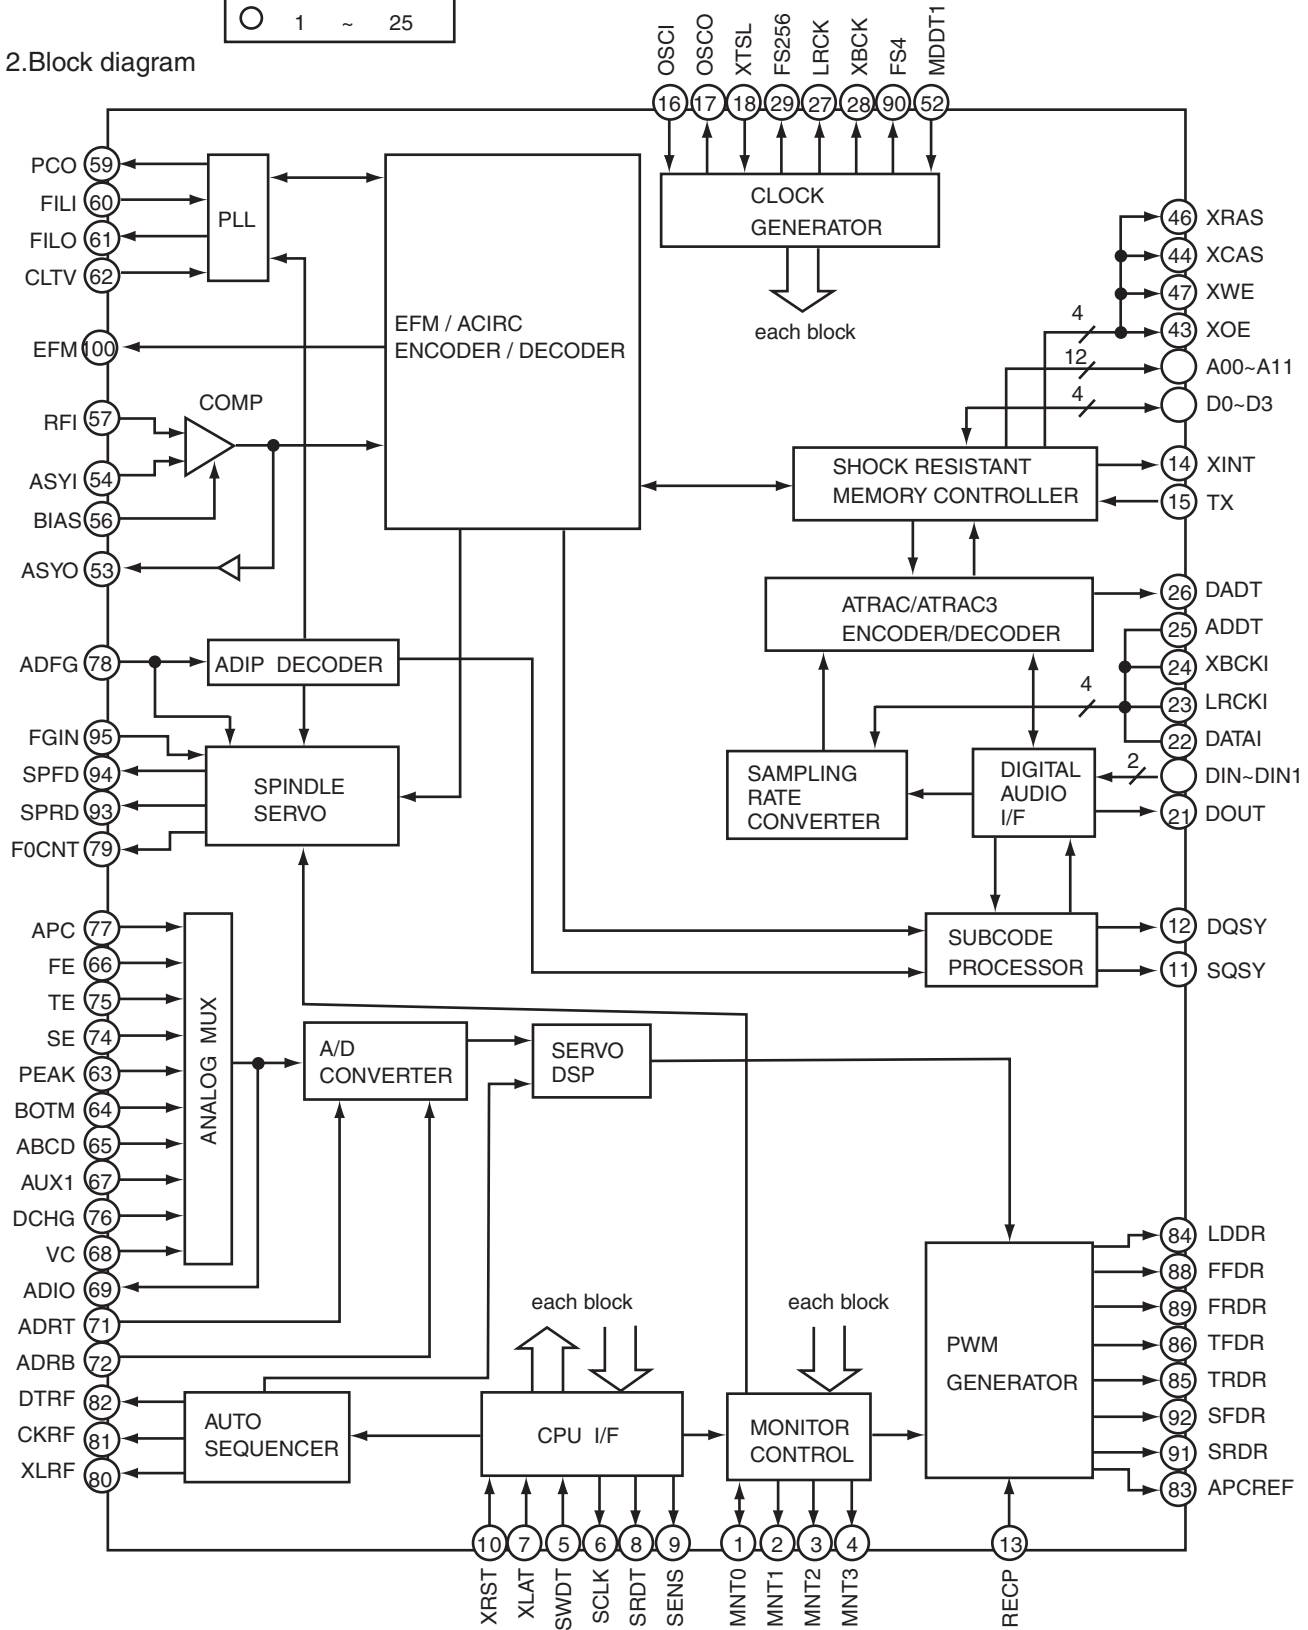 1 ~ 25
2.Block diagram
OSCI
OSCO
XTSL
FS256
LRCK
XBCK
FS4
MDDT1
16
17
18
29
27
28
90
52
CLOCK
GENERATOR
each block
PCO 59
FILI 60
FILO 61
CLTV 62
PLL
EFM 100
EFM / ACIRC
ENCODER / DECODER
COMP
RFI 57
ASYI 54
BIAS 56
ASYO 53
46 XRAS
44 XCAS
47 XWE
4
43 XOE
12
A00~A11
4
D0~D3
SHOCK RESISTANT
MEMORY CONTROLLER
14 XINT
15 TX
ATRAC/ATRAC3
ENCODER/DECODER
26 DADT
25 ADDT
24 XBCKI
4
23 LRCKI
22 DATAI
2
DIN~DIN1
21 DOUT
ADFG 78
ADIP DECODER
FGIN 95
SPFD 94
SPRD 93
F0CNT 79
SPINDLE
SERVO
SAMPLING
RATE
CONVERTER
DIGITAL
AUDIO
I/F
SUBCODE
PROCESSOR
12 DQSY
11 SQSY
APC 77
FE 66
TE 75
SE 74
PEAK 63
BOTM 64
ABCD 65
AUX1 67
DCHG 76
VC 68
ADIO 69
ADRT 71
ADRB 72
DTRF 82
CKRF 81
XLRF 80
ANALOG MUX
A/D
CONVERTER
SERVO
DSP
each block
each block
AUTO
SEQUENCER
CPU I/F
MONITOR
CONTROL
PWM
GENERATOR
84 LDDR
88 FFDR
89 FRDR
86 TFDR
85 TRDR
92 SFDR
91 SRDR
83 APCREF
10
7
5
6
8
9
1
2
3
4
13
XRST
XLAT
SWDT
SCLK
SRDT
SENS
MNT0
MNT1
MNT2
MNT3
RECP